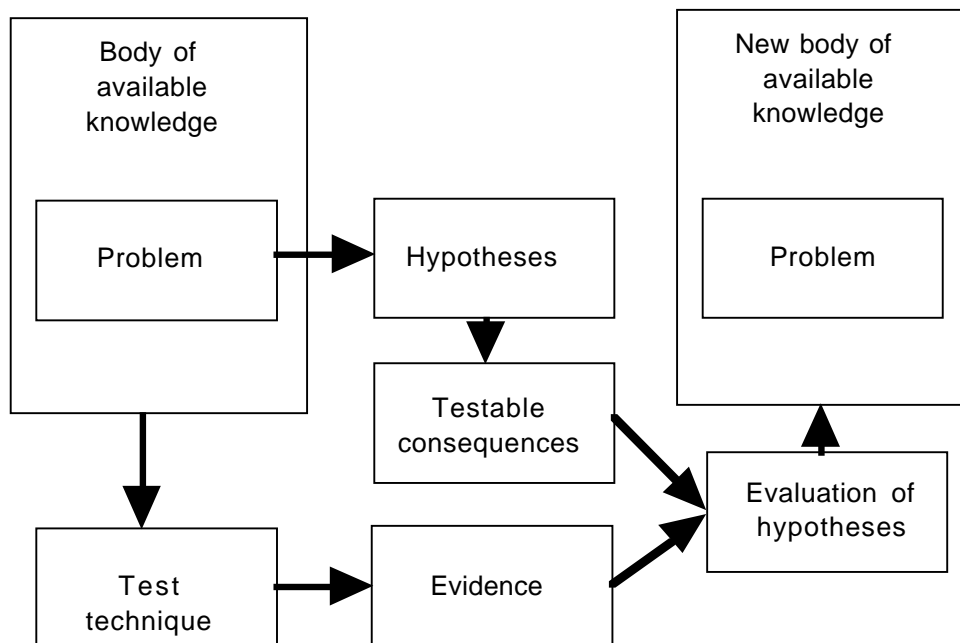 Body of
available
knowledge
Problem
Hypotheses
Testable
consequences
Test
technique
Evidence
Evaluation of
hypotheses
New body of
available
knowledge
Problem